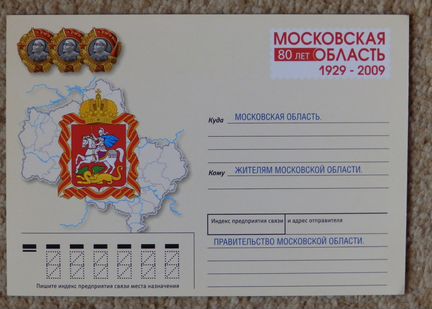 МОСКОВСКАЯ
80 ЛЕТ ОБЛАСТЬ
1929 - 2009
Куда МОСКОВСКАЯ ОБЛАСТЬ.
Кому ЖИТЕЛЯМ МОСКОВСКОЙ ОБЛАСТИ.
Индекс предприятия связи и адрес отправителя
ПРАВИТЕЛЬСТВО МОСКОВСКОЙ ОБЛАСТИ.
Пишите индекс предприятия связи места назначения